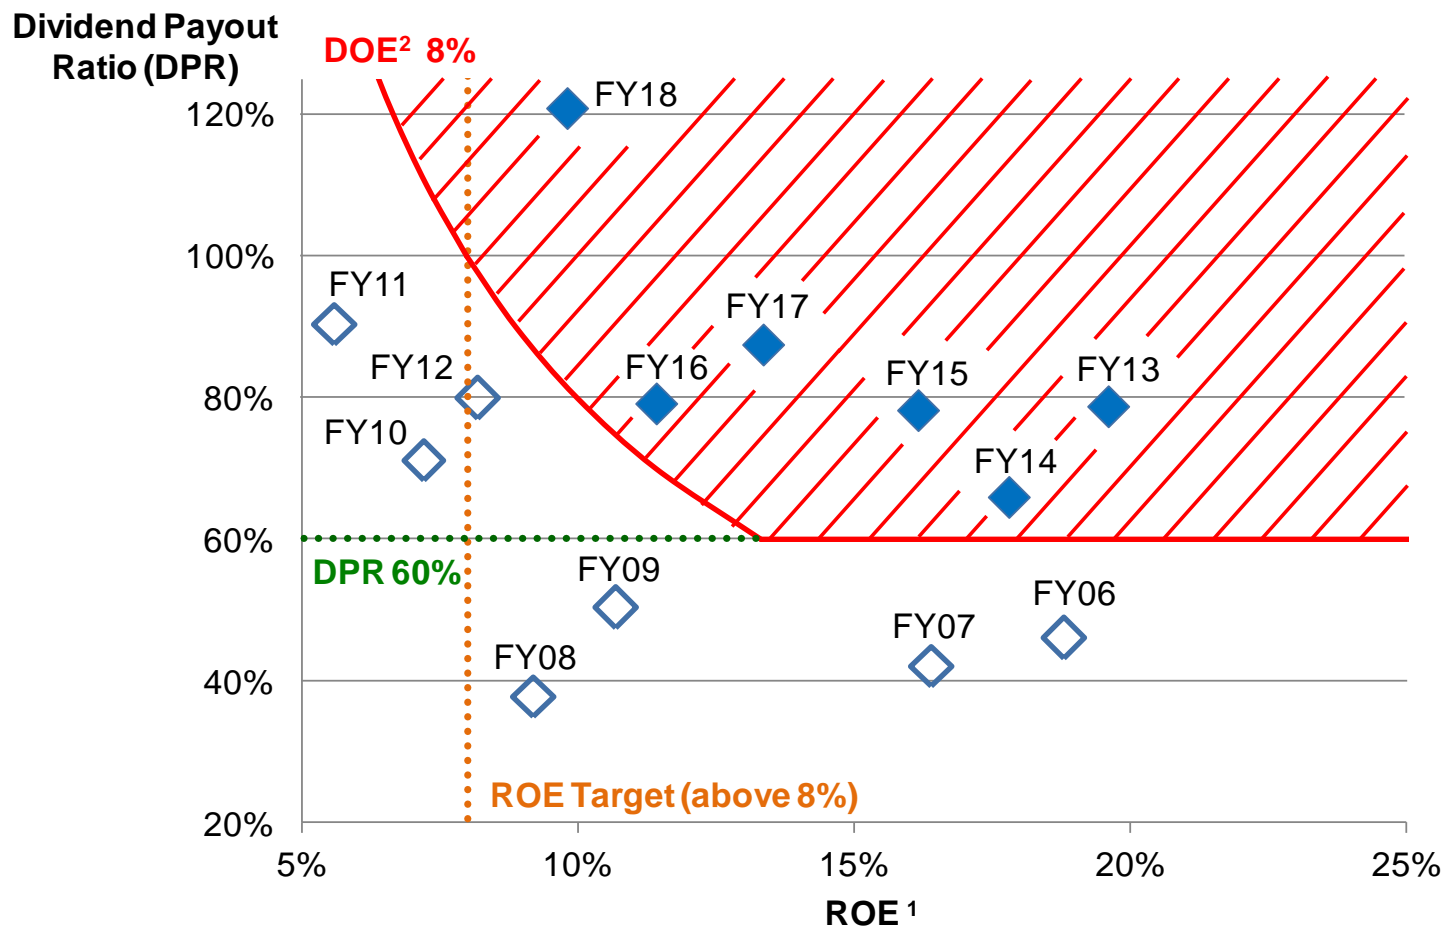 Dividend Payout
Ratio (DPR)
DOE² 8%
120%
100%
80%
60%
40%
20%
FY18
FY11
FY17
FY12
FY16
FY15
FY13
FY10
FY14
DPR 60%
FY09
FY06
FY07
FY08
ROE Target (above 8%)
5%
10%
15%
20%
25%
ROE ¹